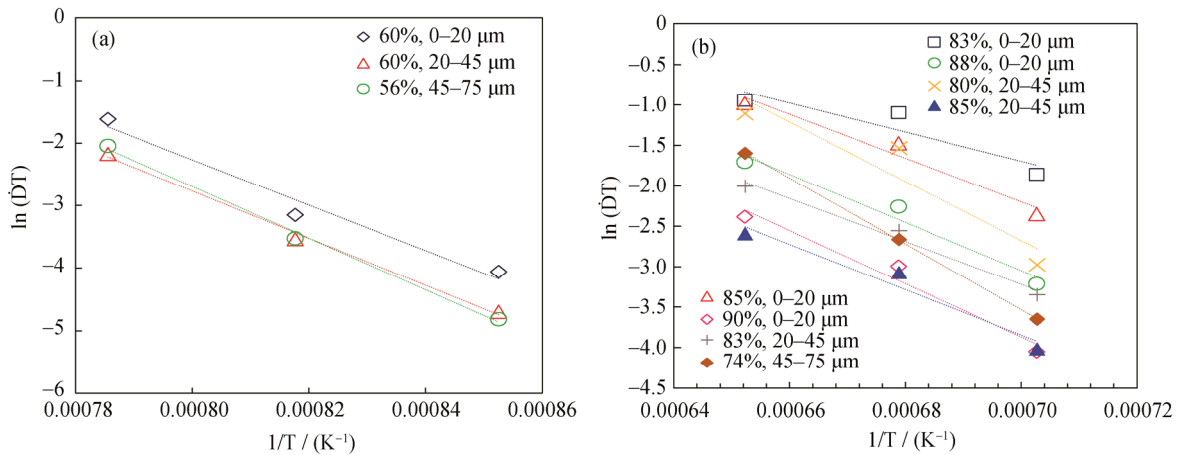 (a)
60%, 0–20 μm
60%, 20–45 μm
56%, 45–75 μm
0
−1
−2
−3
−4
−5
−6
ln (ḊT)
0.00078
0.00080
0.00082
0.00084
0.00086
1/T / (K⁻¹)
(b)
83%, 0–20 μm
88%, 0–20 μm
80%, 20–45 μm
85%, 20–45 μm
85%, 0–20 μm
90%, 0–20 μm
83%, 20–45 μm
74%, 45–75 μm
0
−0.5
−1.0
−1.5
−2.0
−2.5
−3.0
−3.5
−4.0
−4.5
ln (ḊT)
0.00064
0.00066
0.00068
0.00070
0.00072
1/T / (K⁻¹)